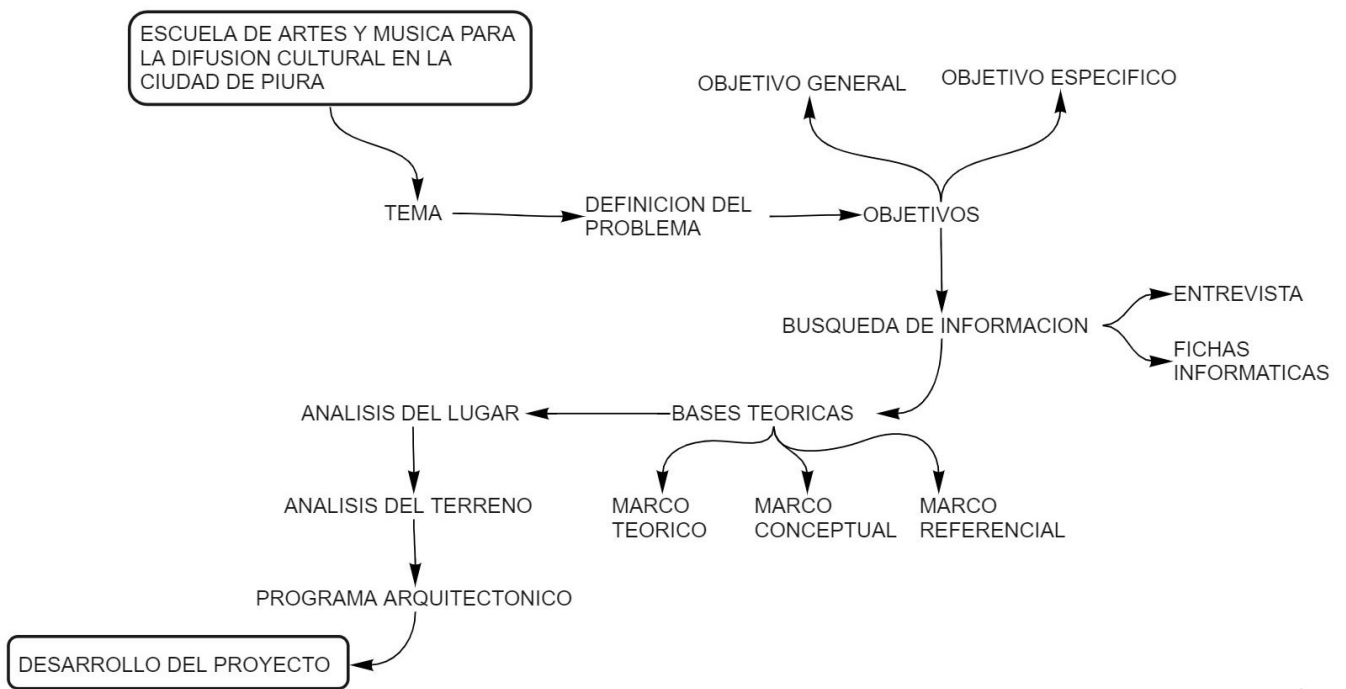 ESCUELA DE ARTES Y MUSICA PARA
LA DIFUSION CULTURAL EN LA
CIUDAD DE PIURA
OBJETIVO GENERAL
OBJETIVO ESPECIFICO
TEMA
DEFINICION DEL
PROBLEMA
OBJETIVOS
BUSQUEDA DE INFORMACION
ENTREVISTA
FICHAS
INFORMATICAS
ANALISIS DEL LUGAR
BASES TEORICAS
ANALISIS DEL TERRENO
MARCO
TEORICO
MARCO
CONCEPTUAL
MARCO
REFERENCIAL
PROGRAMA ARQUITECTONICO
DESARROLLO DEL PROYECTO